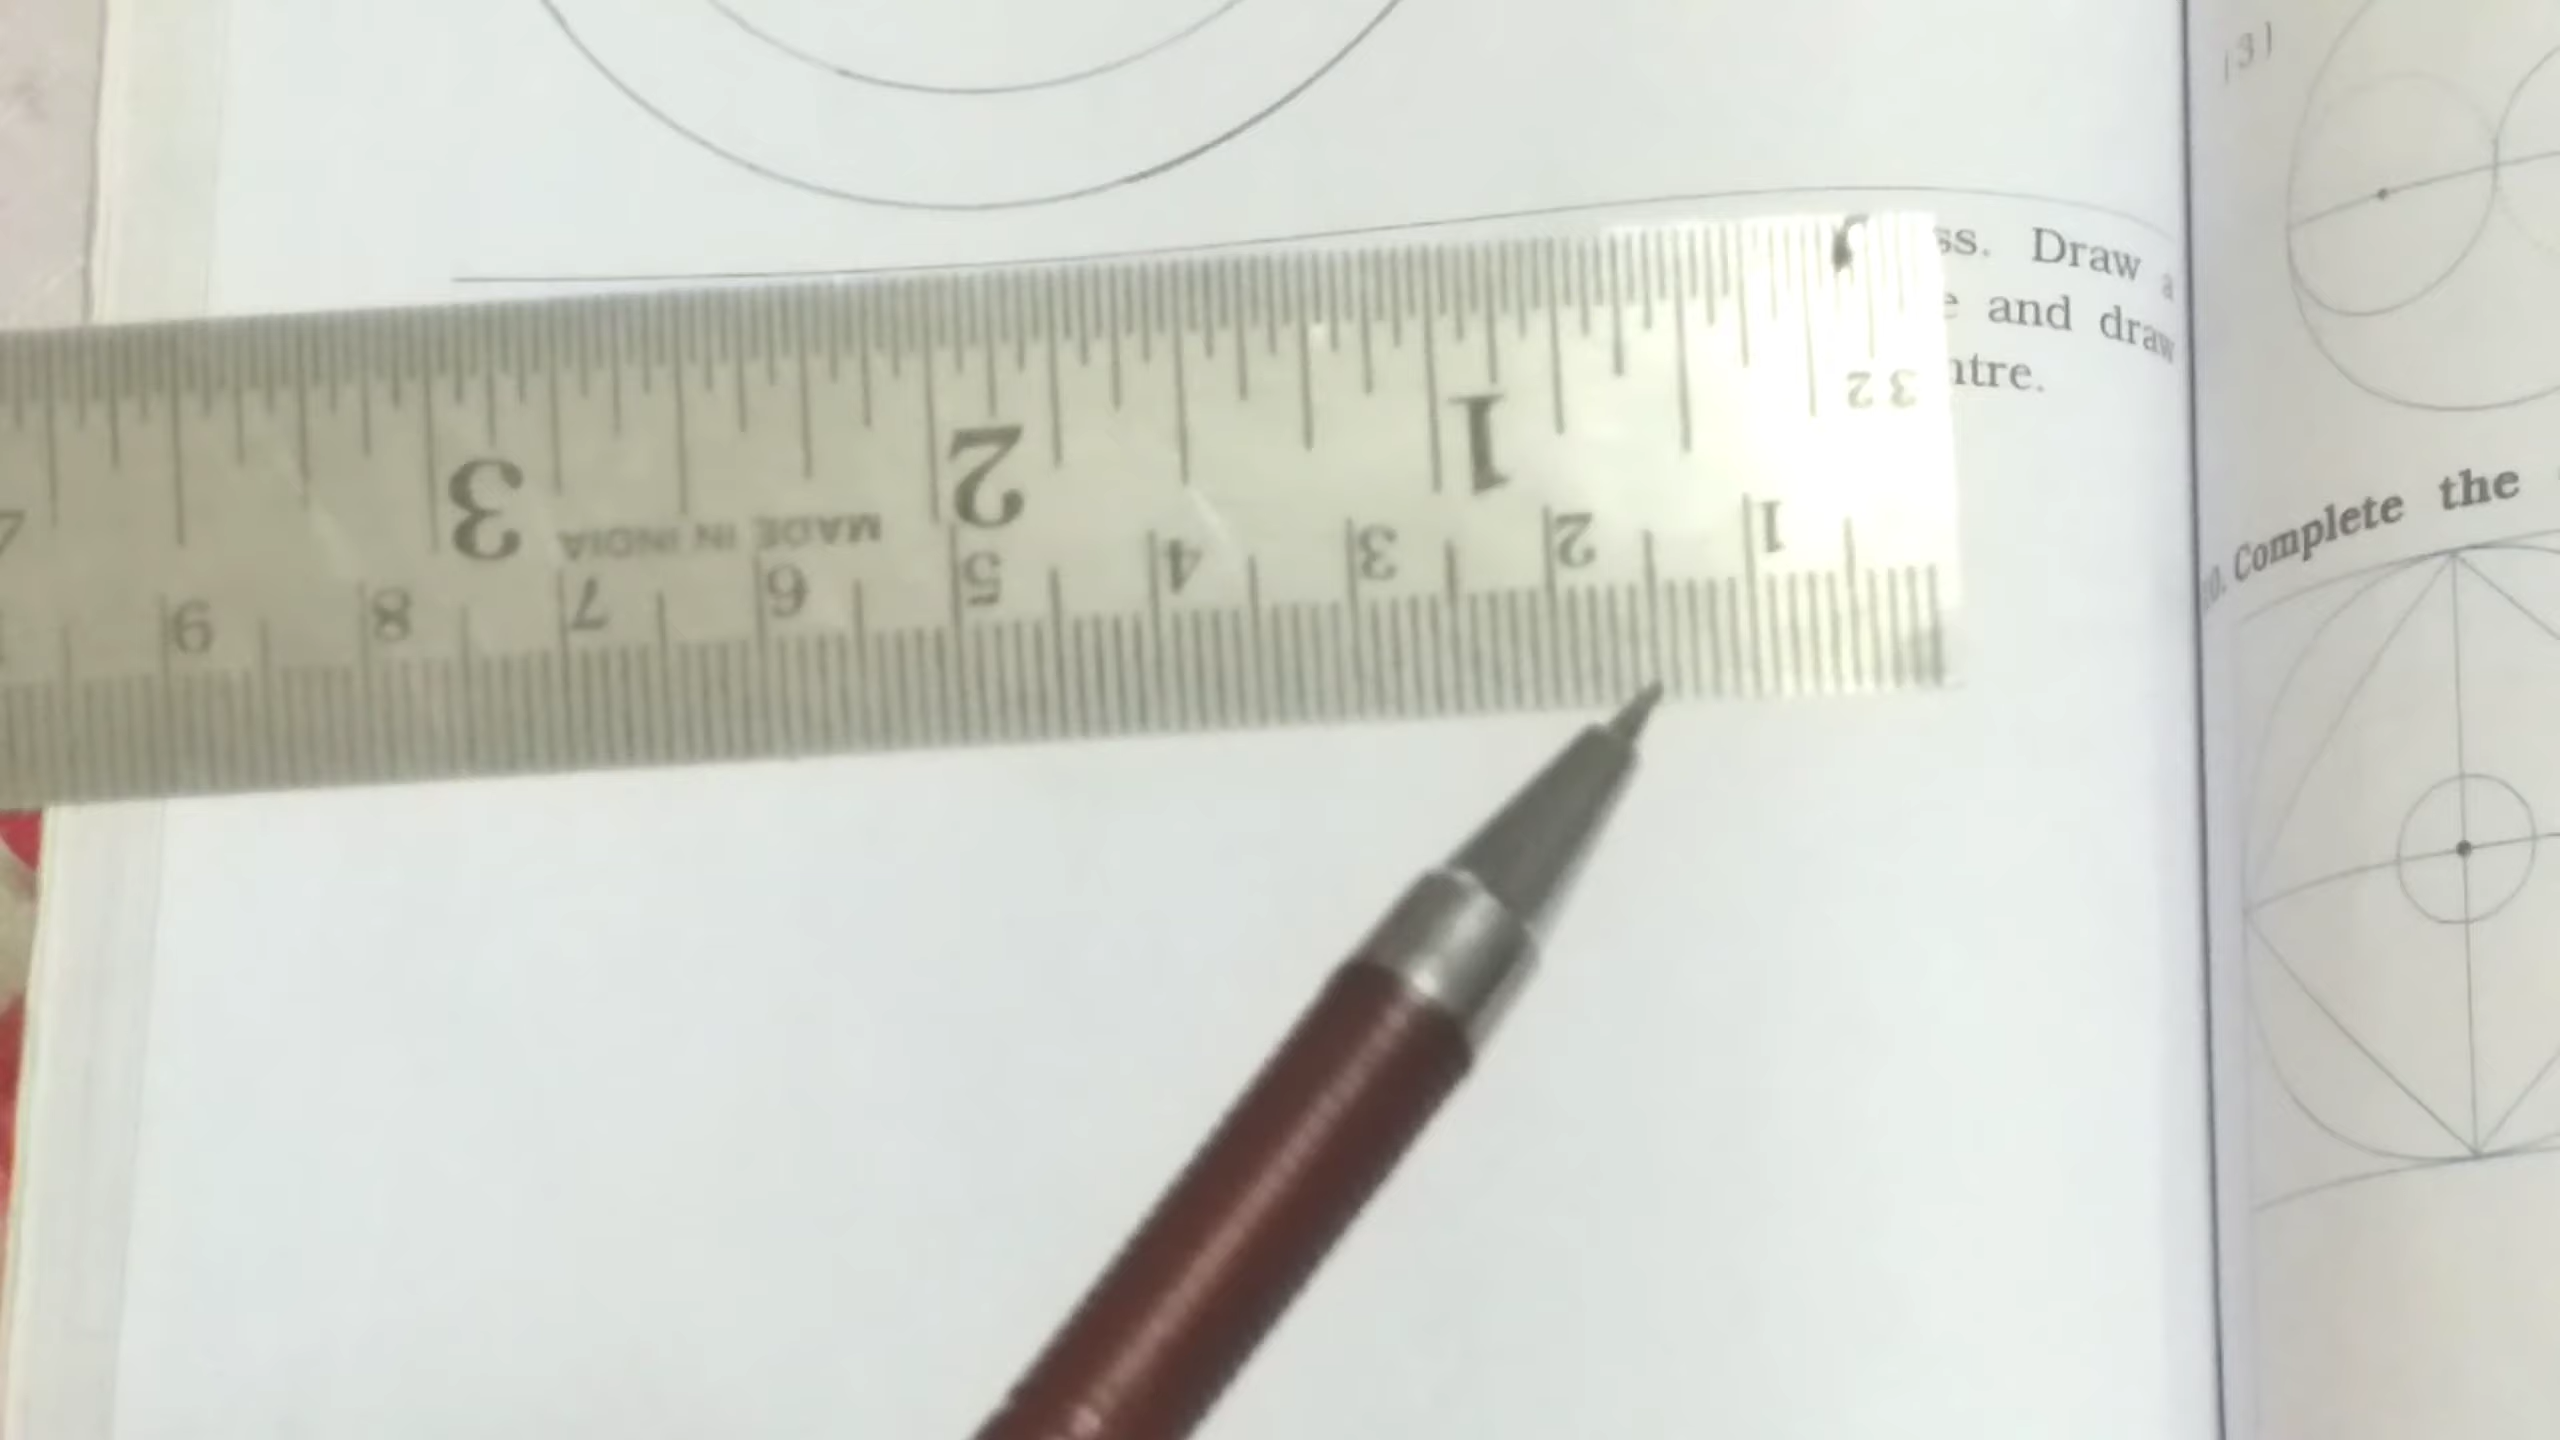 (3)
ss. Draw a
e and draw
ntre.
32
3 2 1
MADE IN INDIA
9 8 7 6 5 4 3 2 1
10. Complete the